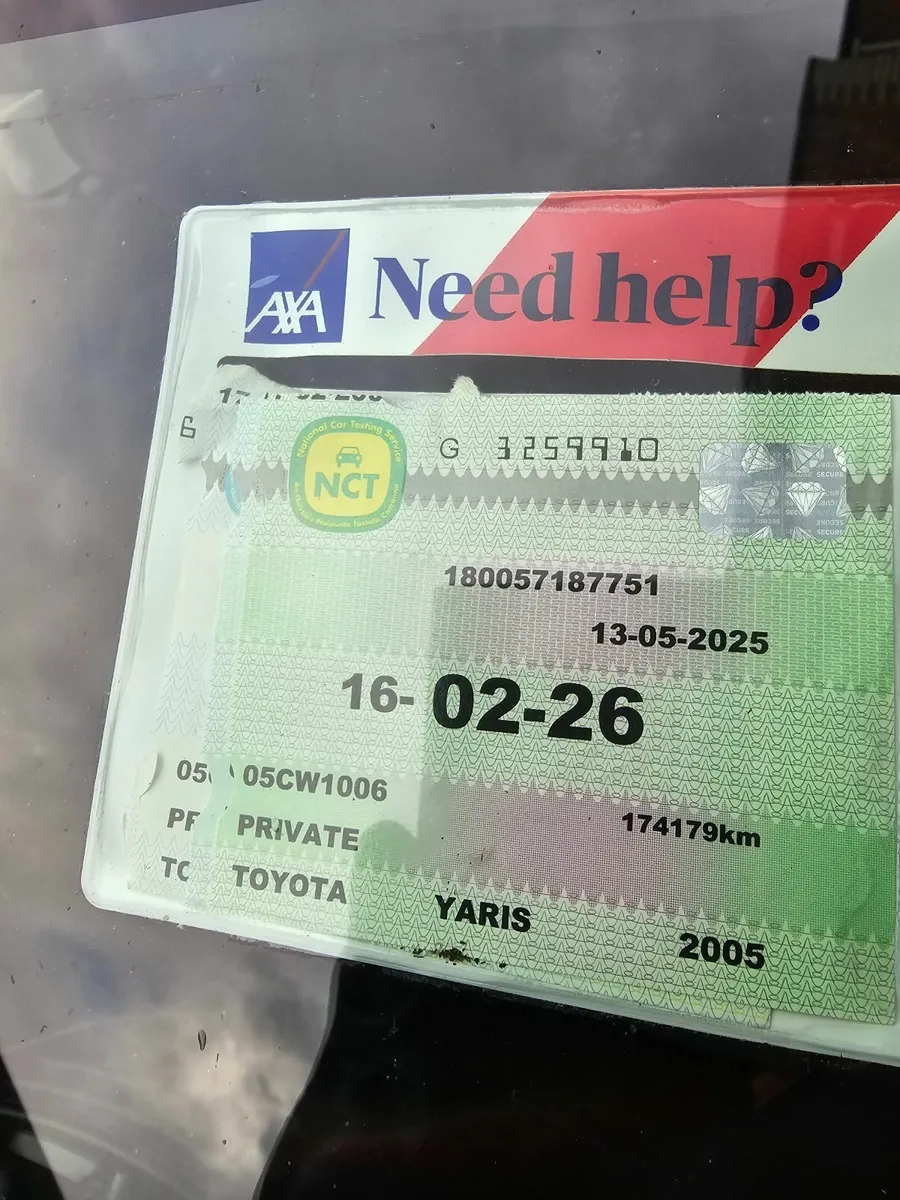 AXA
Need help?
National Car Testing Service
NCT
G 3259910
SECURE
180057187751
13-05-2025
16- 02-26
05CW1006
174179km
PRIVATE
TOYOTA
YARIS
2005